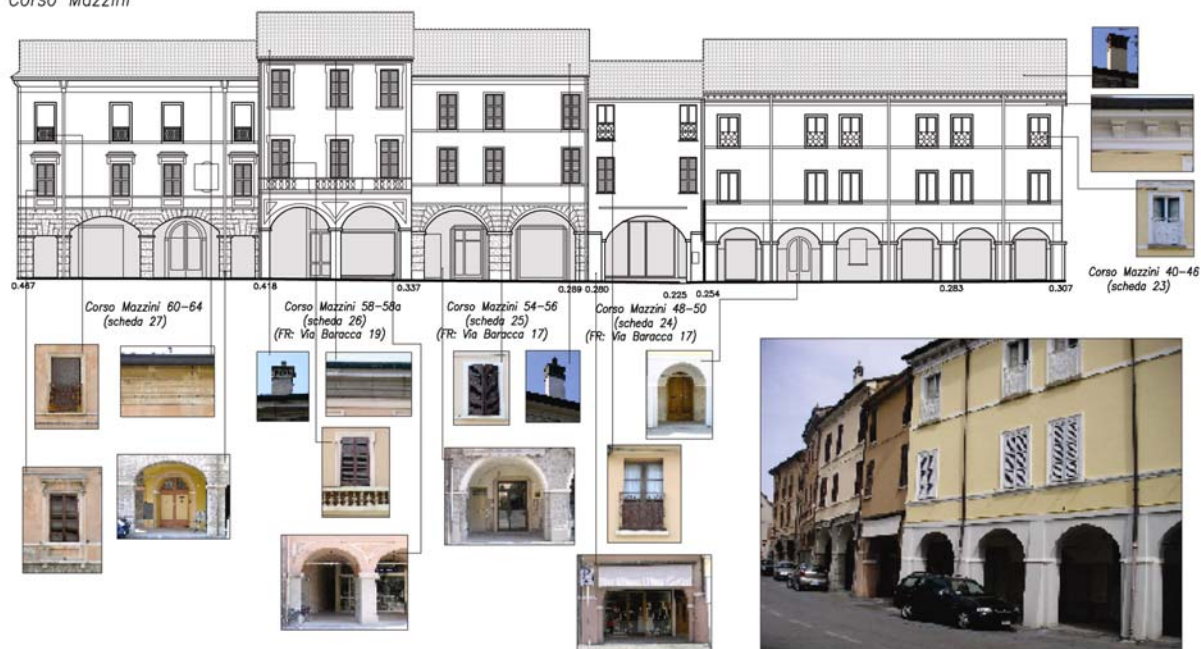 Corso Mazzini
0.467
0.418
0.337
0.289
0.280
0.225
0.254
0.283
0.307
Corso Mazzini 60-64
(scheda 27)
Corso Mazzini 58-58a
(scheda 26)
(FR: Via Baracca 19)
Corso Mazzini 54-56
(scheda 25)
(FR: Via Baracca 17)
Corso Mazzini 48-50
(scheda 24)
(FR: Via Baracca 17)
Corso Mazzini 40-46
(scheda 23)